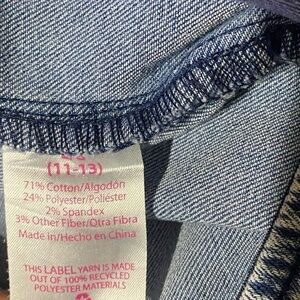 (11-13)
71% Cotton/Algodón
24% Polyester/Poliéster
2% Spandex
3% Other Fiber/Otra Fibra
Made in/Hecho en China
THIS LABEL YARN IS MADE
OUT OF 100% RECYCLED
POLYESTER MATERIALS